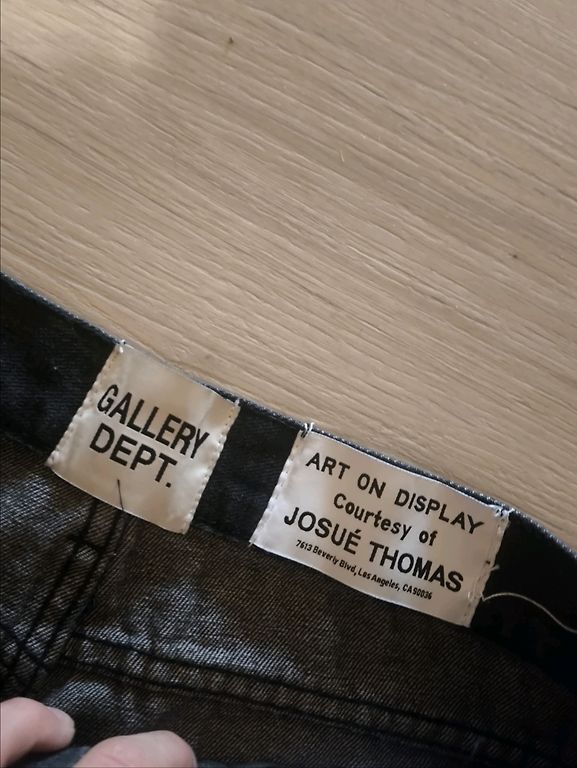 GALLERY
DEPT.
ART ON DISPLAY
Courtesy of
JOSUÉ THOMAS
7613 Beverly Blvd, Los Angeles, CA 90036